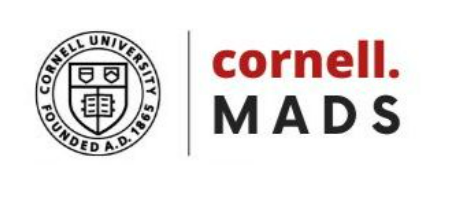 CORNELL UNIVERSITY
FOUNDED A.D. 1865
cornell.
MADS